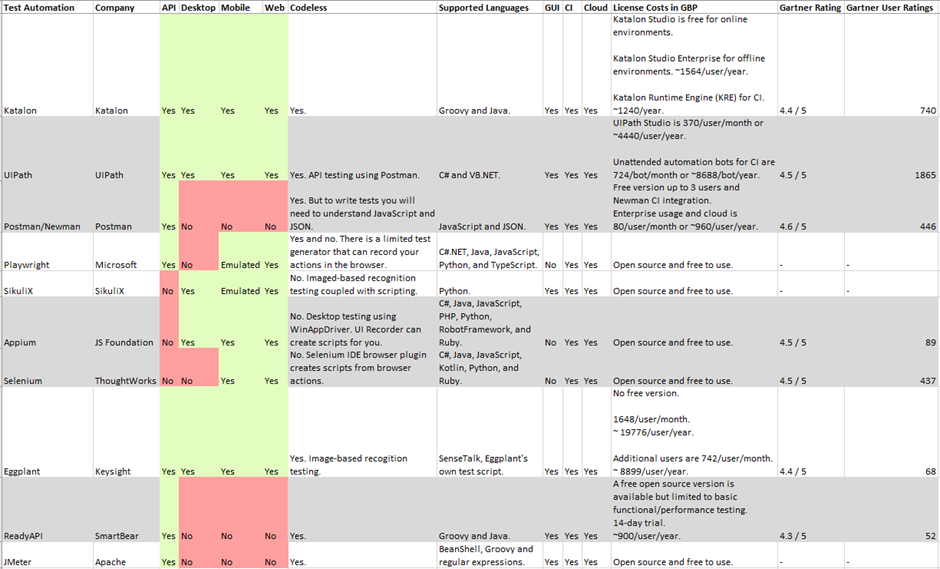 Test Automation Company API Desktop Mobile Web Codeless Supported Languages GUI CI Cloud License Costs in GBP Gartner Rating Gartner User Ratings
Katalon Studio is free for online
environments.
Katalon Studio Enterprise for offline
environments. ~1564/user/year.
Katalon Runtime Engine (KRE) for CI.
Katalon Katalon Yes Yes Yes Yes Yes. Groovy and Java. Yes Yes Yes ~1240/year. 4.4 / 5 740
UIPath Studio is 370/user/month or
~4440/user/year.
Unattended automation bots for CI are
UIPath UIPath Yes Yes Yes Yes Yes. API testing using Postman. C# and VB.NET. Yes Yes Yes 724/bot/month or ~8688/bot/year. 4.5 / 5 1865
Free version up to 3 users and
Yes. But to write tests you will Newman CI integration.
need to understand JavaScript and Enterprise usage and cloud is
Postman/Newman Postman Yes No No No JSON. JavaScript and JSON. Yes Yes Yes 80/user/month or ~960/user/year. 4.6 / 5 446
Yes and no. There is a limited test
generator that can record your C#.NET, Java, JavaScript,
Playwright Microsoft Yes No Emulated Yes actions in the browser. Python, and TypeScript. No Yes Yes Open source and free to use. - -
No. Imaged-based recognition
SikuliX SikuliX No Yes Emulated Yes testing coupled with scripting. Python. Yes Yes Yes Open source and free to use. - -
C#, Java, JavaScript,
No. Desktop testing using PHP, Python,
WinAppDriver. UI Recorder can RobotFramework, and
Appium JS Foundation No Yes Yes Yes create scripts for you. Ruby. No Yes Yes Open source and free to use. 4.5 / 5 89
No. Selenium IDE browser plugin C#, Java, JavaScript,
creates scripts from browser Kotlin, Python, and
Selenium ThoughtWorks No No Yes Yes actions. Ruby. No Yes Yes Open source and free to use. 4.5 / 5 437
No free version.
1648/user/month.
~ 19776/user/year.
Yes. Image-based recogition SenseTalk, Eggplant's Additional users are 742/user/month.
Eggplant Keysight Yes Yes Yes Yes testing. own test script. Yes Yes Yes ~ 8899/user/year. 4.4 / 5 68
A free open source version is
available but limited to basic
functional/performance testing.
14-day trial.
ReadyAPI SmartBear Yes No No No Yes. Groovy and Java. Yes Yes Yes ~900/user/year. 4.3 / 5 52
BeanShell, Groovy and
JMeter Apache Yes No No No Yes. regular expressions. Yes Yes Yes Open source and free to use. - -